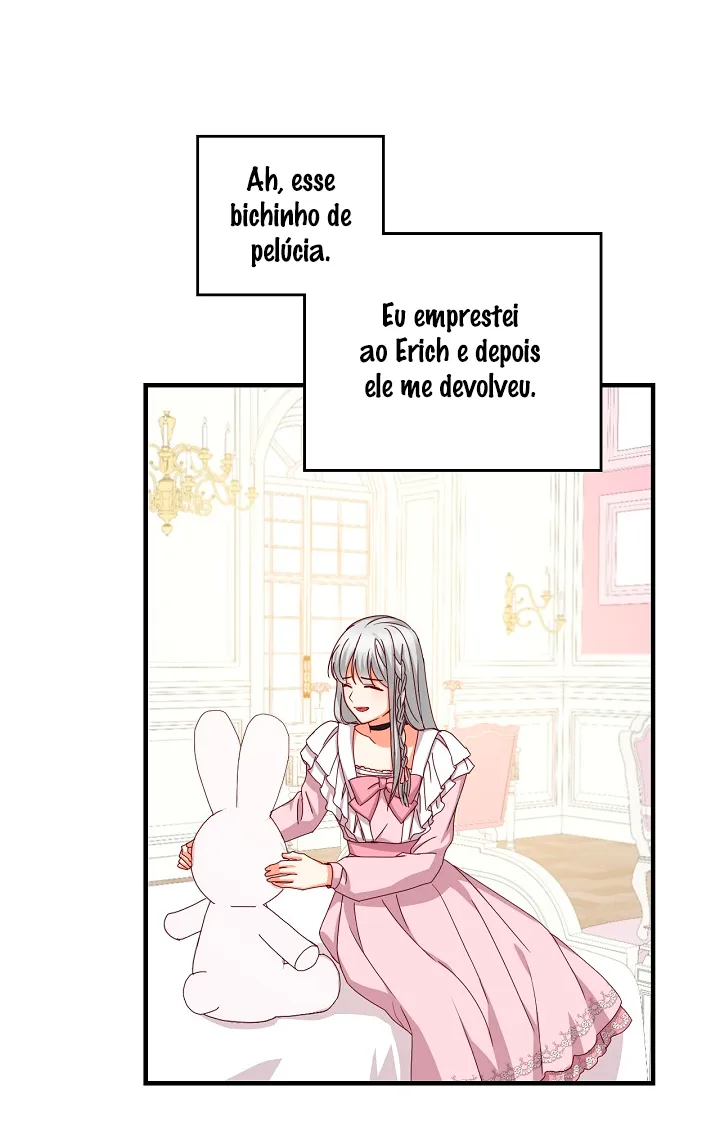 Ah, esse
bichinho de
pelúcia.
Eu emprestei
ao Erich e depois
ele me devolveu.